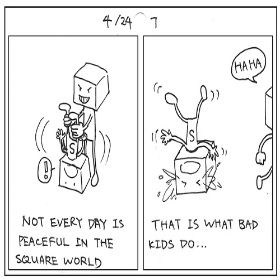 4/24 7
HAHA
S
!
S
NOT EVERY DAY IS
PEACEFUL IN THE
SQUARE WORLD
THAT IS WHAT BAD
KIDS DO...